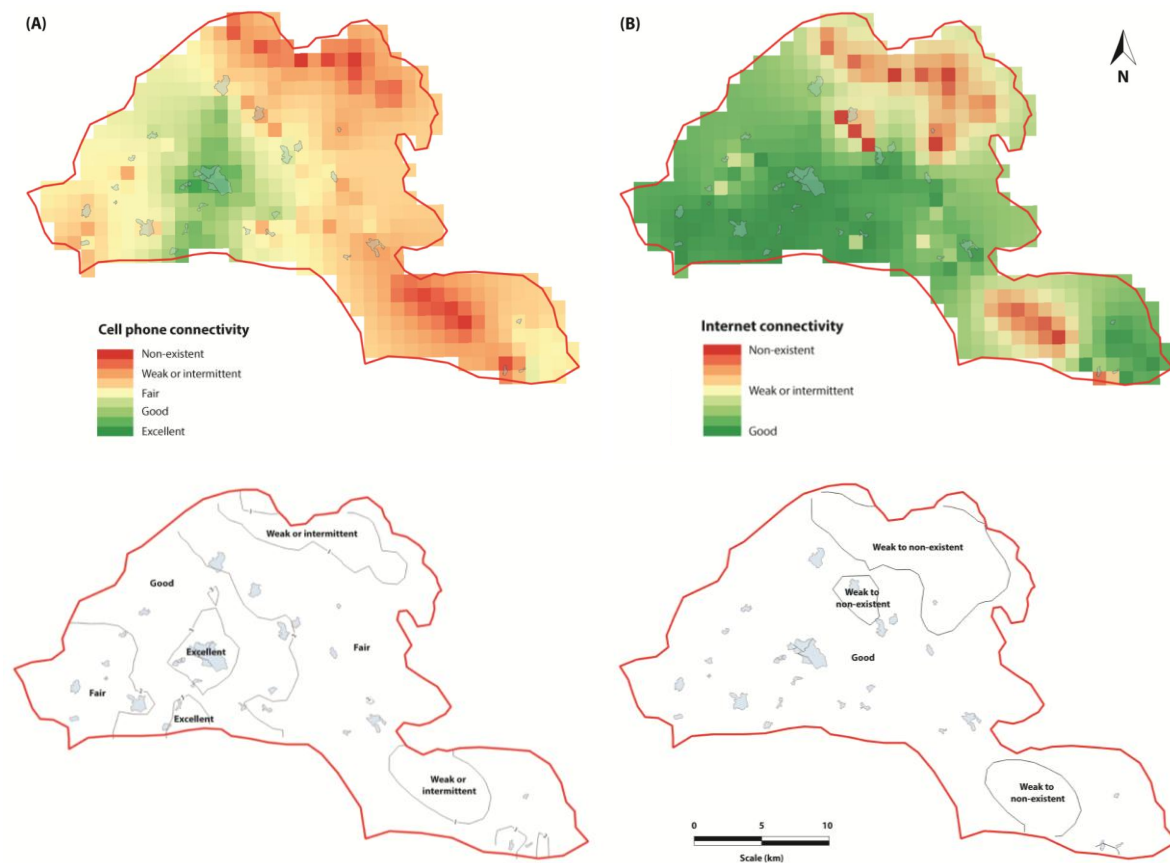 (A)
(B)
N
Cell phone connectivity
Non-existent
Weak or intermittent
Fair
Good
Excellent
Internet connectivity
Non-existent
Weak or intermittent
Good
Weak or intermittent
Good
Excellent
Fair
Fair
Excellent
Weak or
intermittent
Weak to non-existent
Weak to
non-existent
Good
Weak to
non-existent
0 5 10
Scale (km)